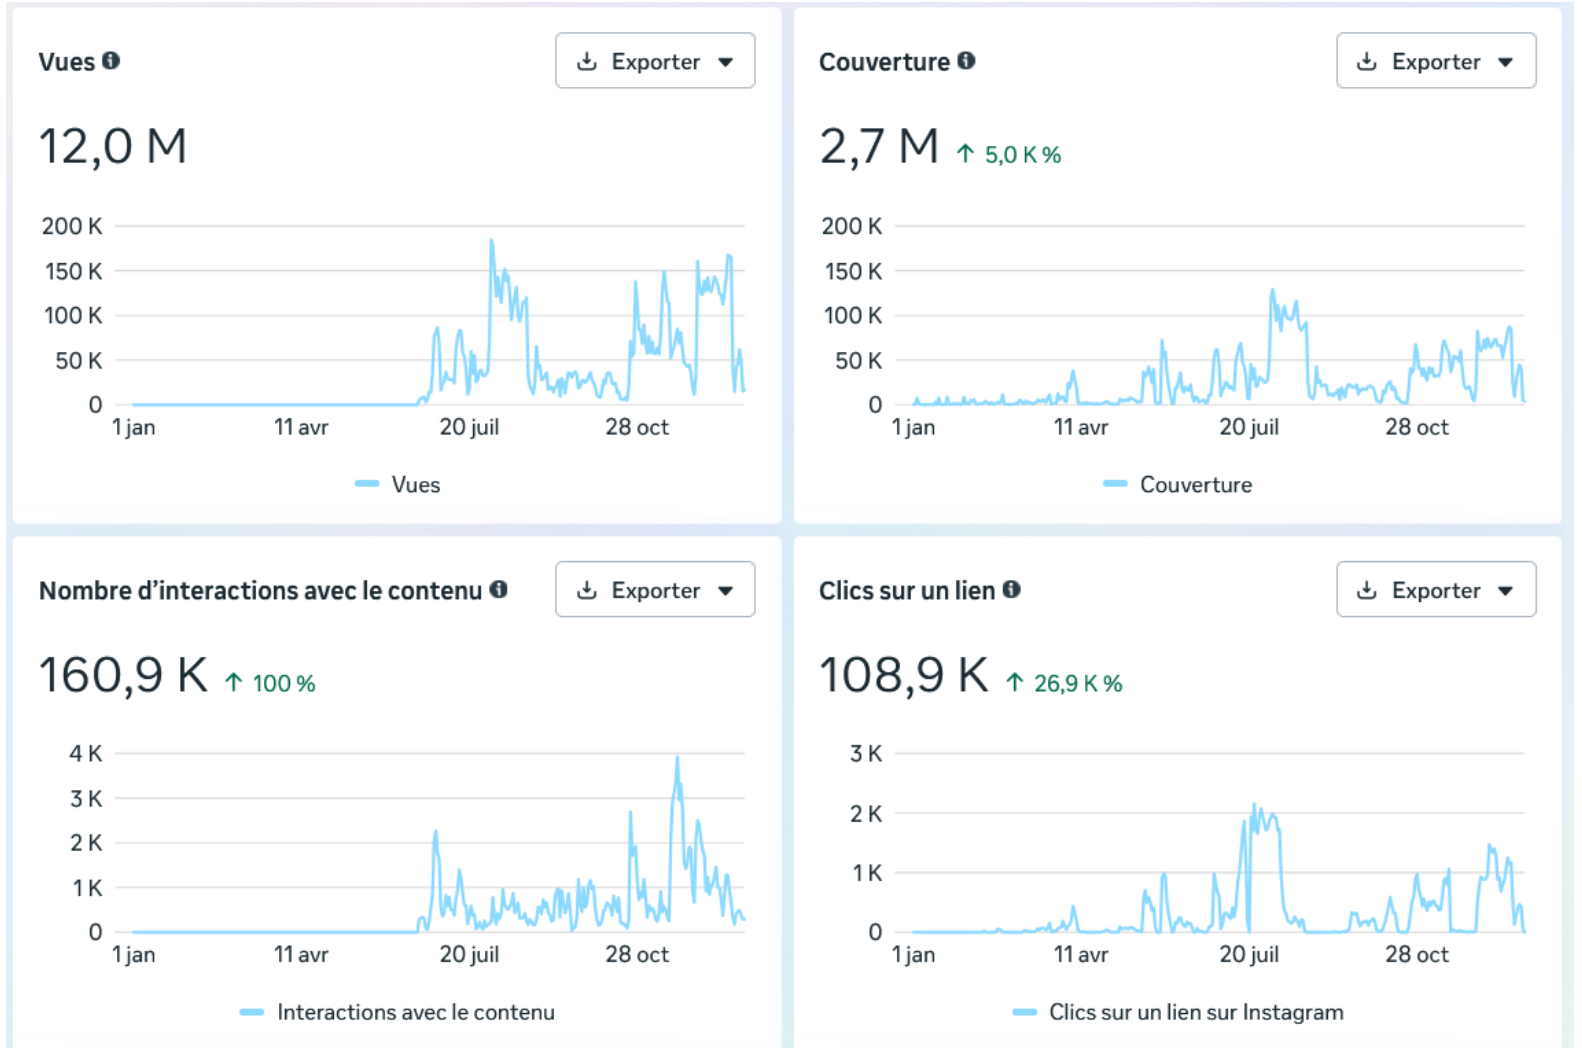 Vues
Exporter
12,0 M
200 K
150 K
100 K
50 K
0
1 jan
11 avr
20 juil
28 oct
Vues
Couverture
Exporter
2,7 M ↑ 5,0 K %
200 K
150 K
100 K
50 K
0
1 jan
11 avr
20 juil
28 oct
Couverture
Nombre d’interactions avec le contenu
Exporter
160,9 K ↑ 100 %
4 K
3 K
2 K
1 K
0
1 jan
11 avr
20 juil
28 oct
Interactions avec le contenu
Clics sur un lien
Exporter
108,9 K ↑ 26,9 K %
3 K
2 K
1 K
0
1 jan
11 avr
20 juil
28 oct
Clics sur un lien sur Instagram